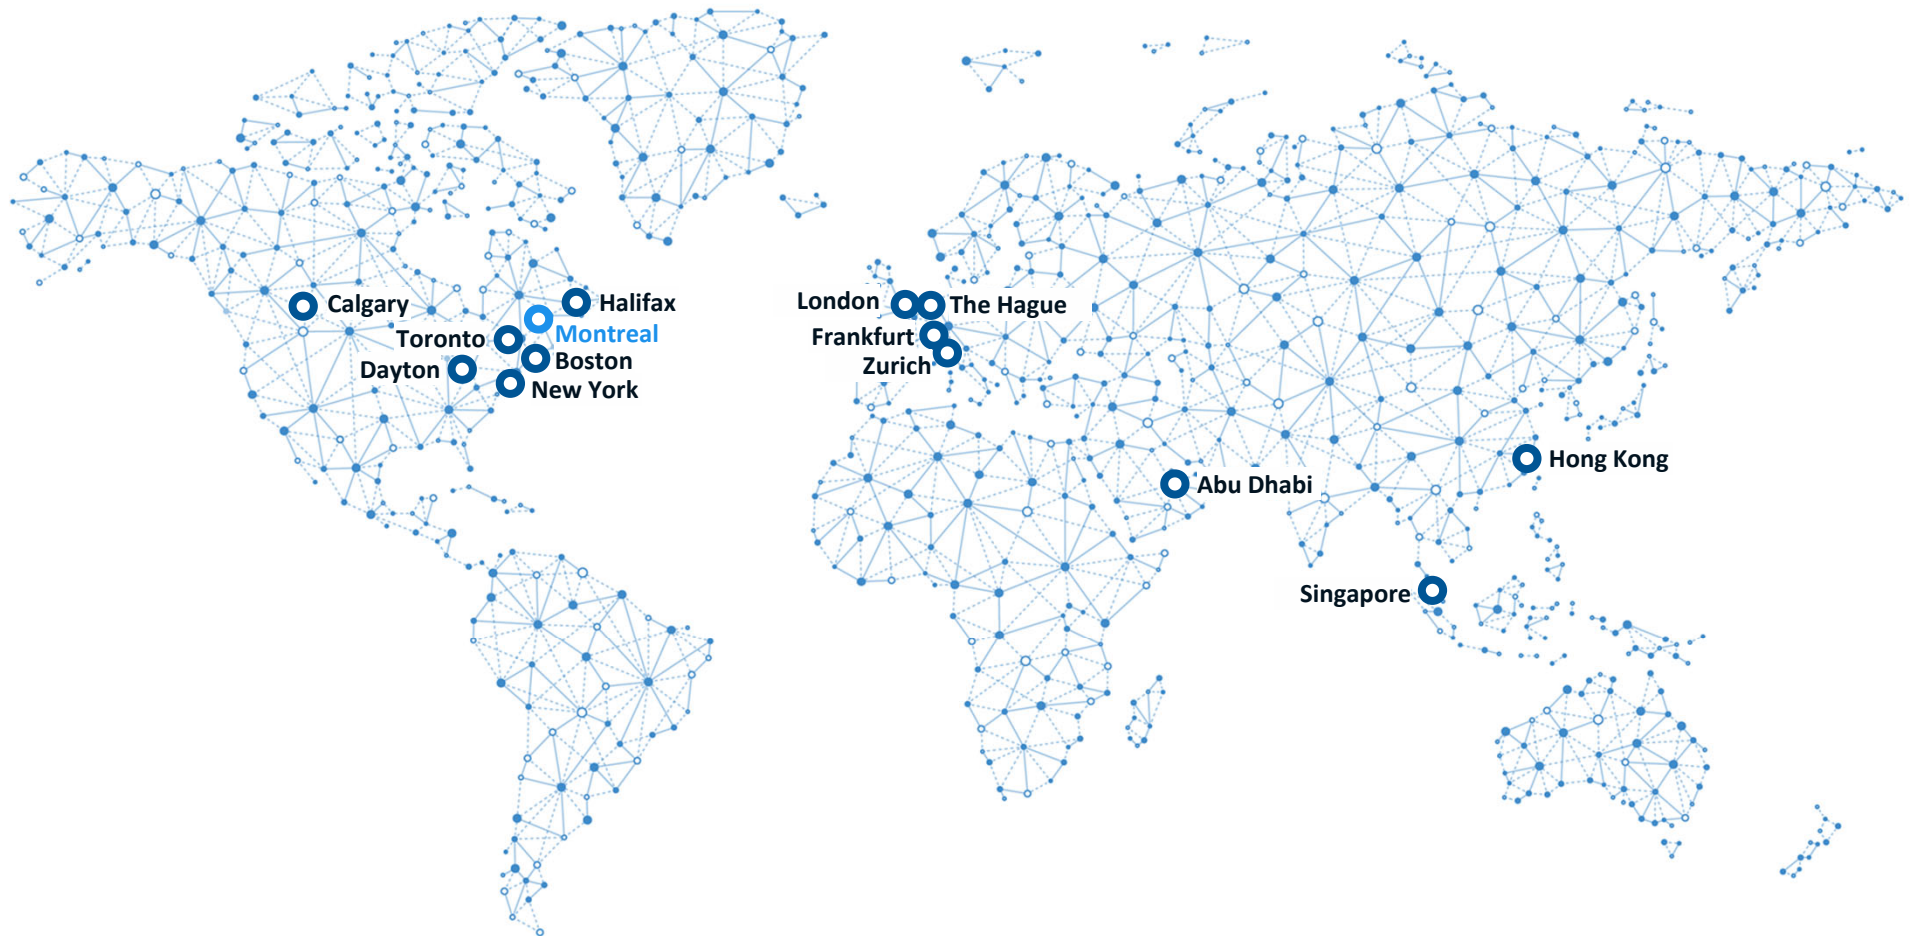 Calgary
Halifax
Montreal
Toronto
Boston
Dayton
New York
London
The Hague
Frankfurt
Zurich
Abu Dhabi
Hong Kong
Singapore